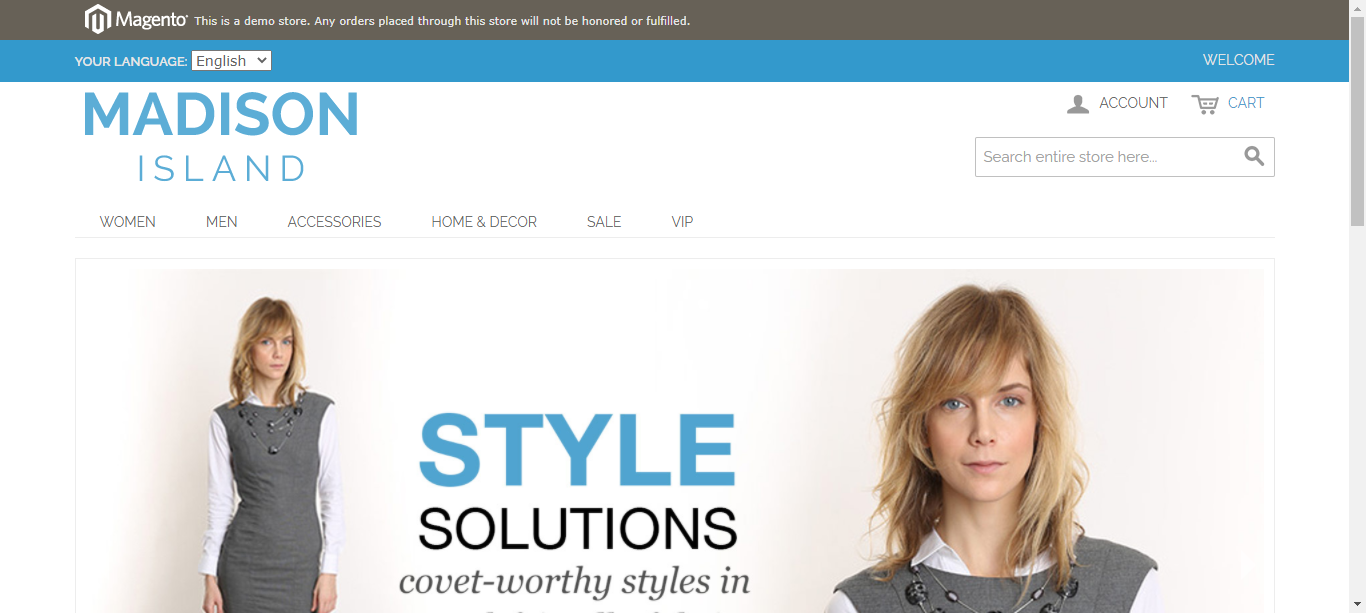 Magento This is a demo store. Any orders placed through this store will not be honored or fulfilled.
YOUR LANGUAGE: English WELCOME
MADISON
ISLAND
ACCOUNT CART
Search entire store here...
WOMEN MEN ACCESSORIES HOME & DECOR SALE VIP
STYLE
SOLUTIONS
covet-worthy styles in